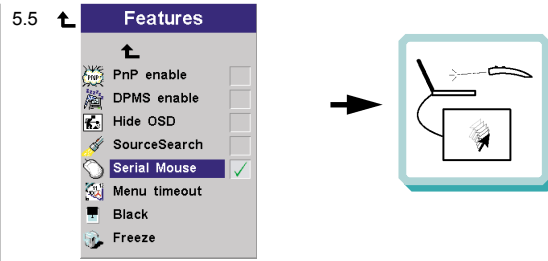 5.5 Features
PnP enable
DPMS enable
Hide OSD
SourceSearch
Serial Mouse
Menu timeout
Black
Freeze